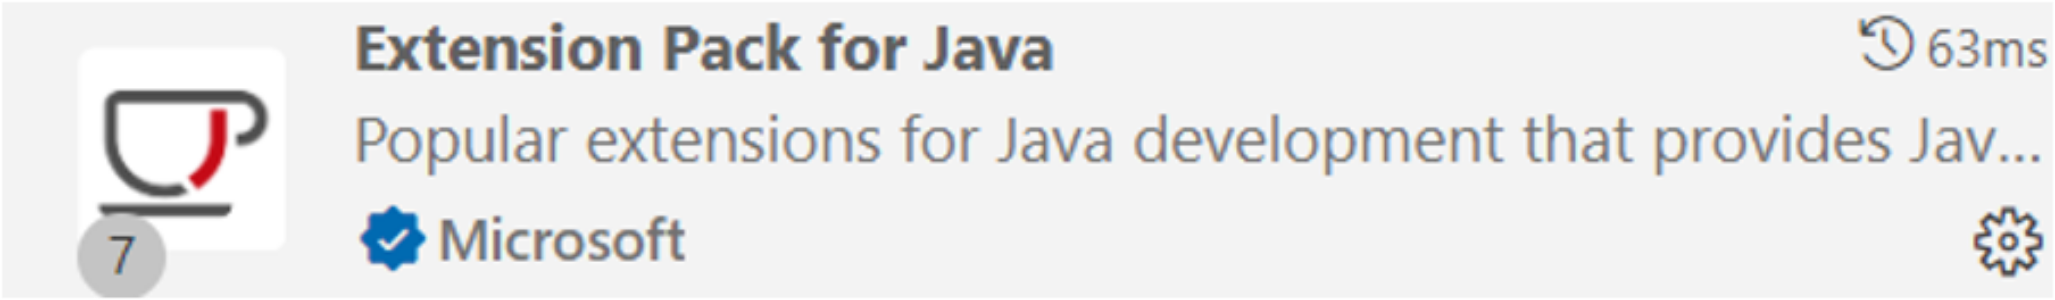 Extension Pack for Java
63ms
Popular extensions for Java development that provides Jav...
7
Microsoft